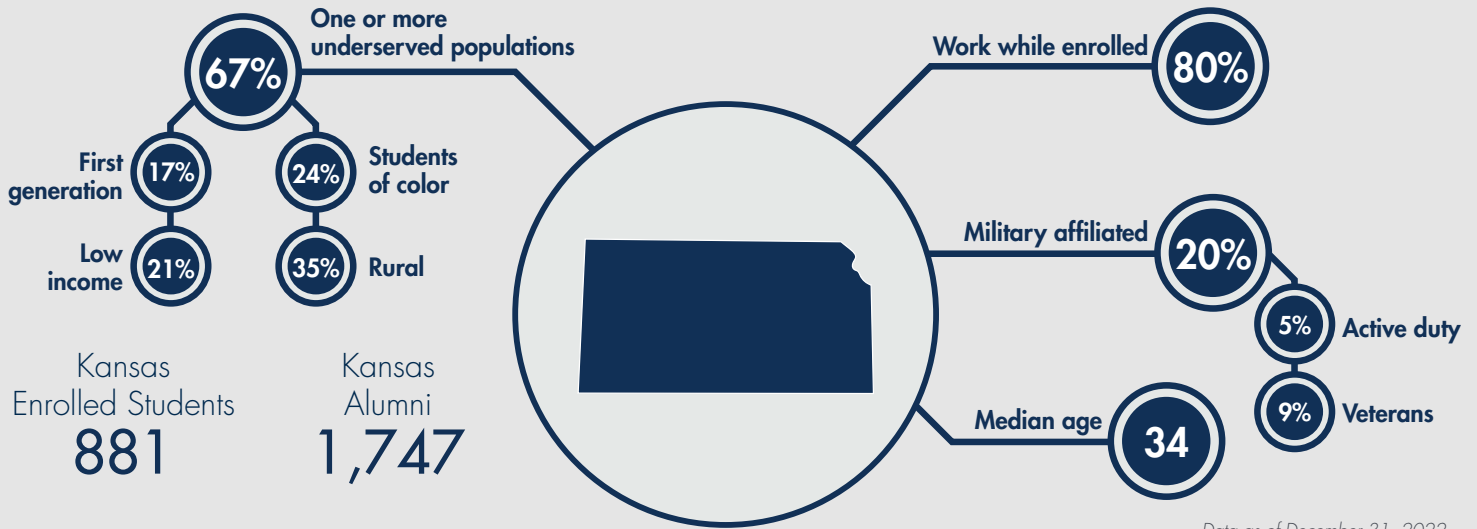 One or more
underserved populations
67%
First
generation
17%
24%
Students
of color
Low
income
21%
35%
Rural
Kansas
Enrolled Students
881
Kansas
Alumni
1,747
Work while enrolled
80%
Military affiliated
20%
5%
Active duty
9%
Veterans
Median age
34